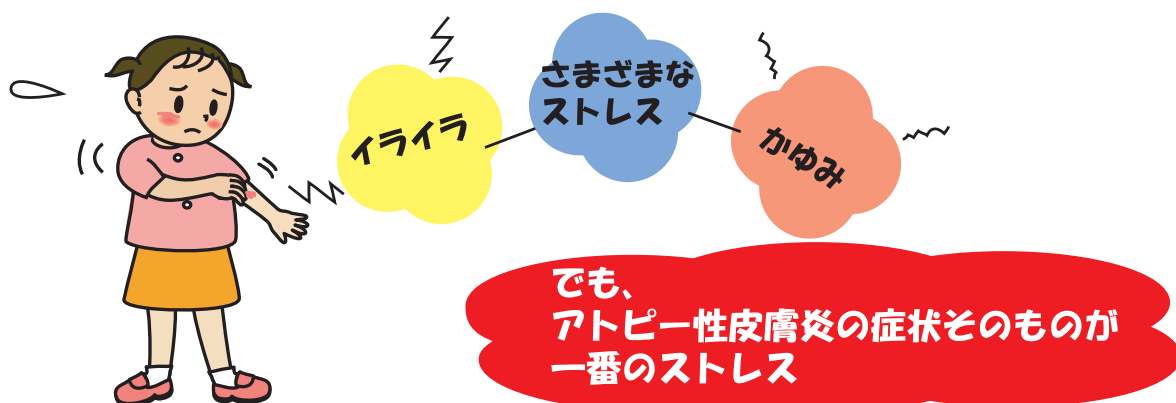 イライラ
さまざまな
ストレス
かゆみ
でも、
アトピー性皮膚炎の症状そのものが
一番のストレス